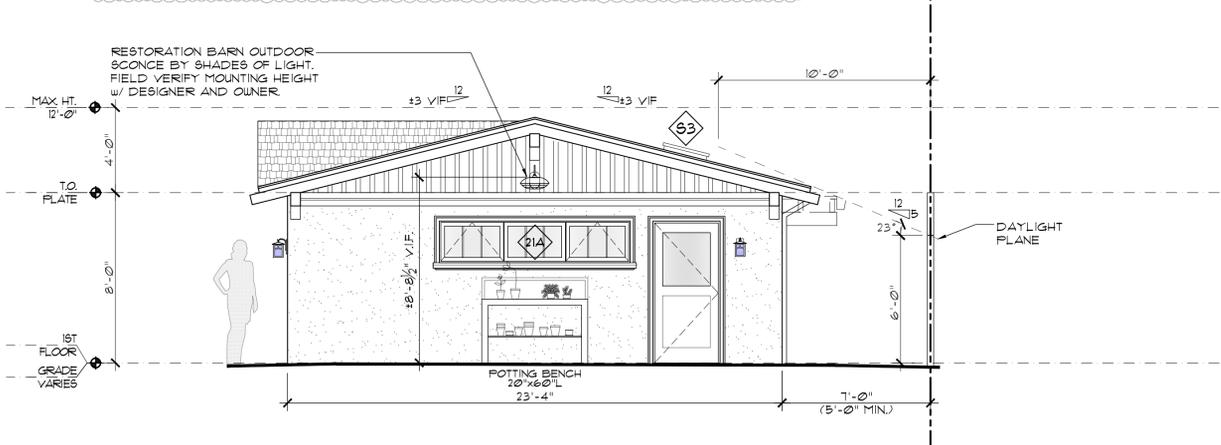 RESTORATION BARN OUTDOOR
SCONCE BY SHADES OF LIGHT.
FIELD VERIFY MOUNTING HEIGHT
w/ DESIGNER AND OWNER.
10'-0"
12
±3 VIF
12
±3 VIF
MAX. HT.
12'-0"
4'-0"
S3
T.O.
PLATE
12
5
23°
DAYLIGHT
PLANE
21A
±8'-8½" V.I.F.
8'-0"
6'-0"
1ST
FLOOR
GRADE
VARIES
POTTING BENCH
20"x60"L
23'-4"
7'-0"
(5'-0" MIN.)